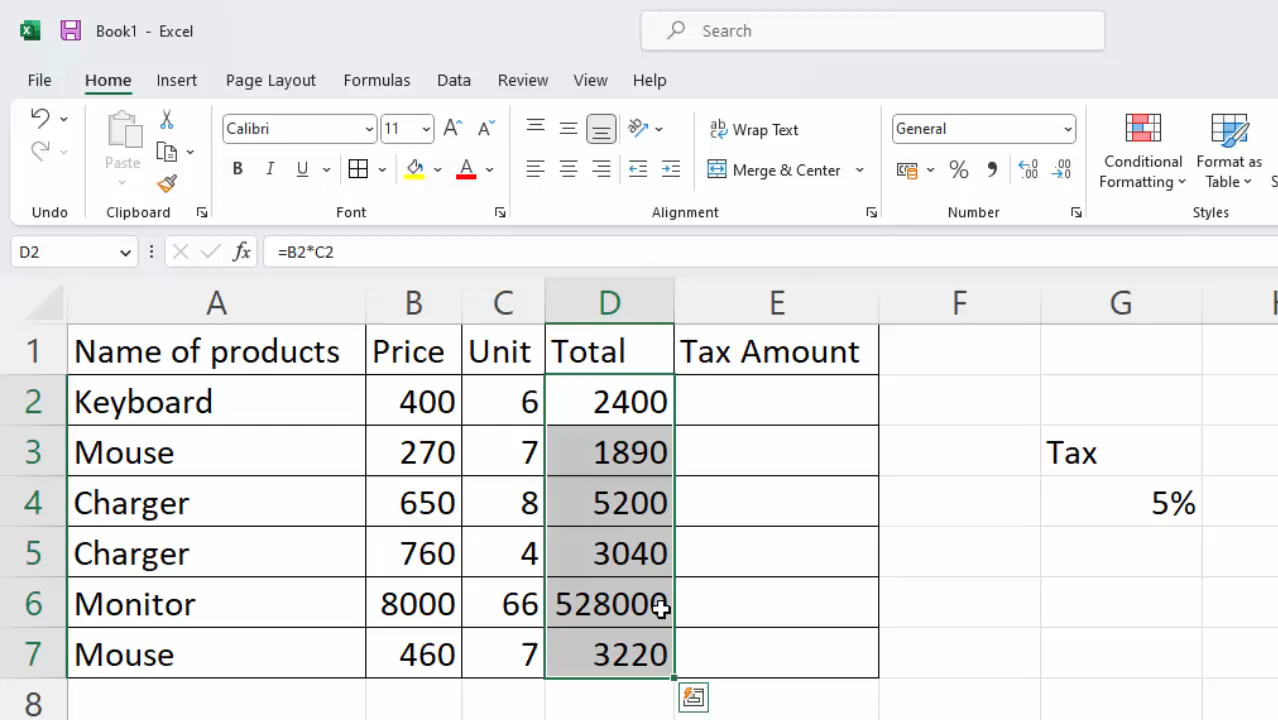 Book1 - Excel
Search
File Home Insert Page Layout Formulas Data Review View Help
Calibri 11 Wrap Text General
Paste B I U A Merge & Center % Conditional Formatting Format as Table
Undo Clipboard Font Alignment Number Styles
D2 fx =B2*C2
A B C D E F G
1 Name of products Price Unit Total Tax Amount
2 Keyboard 400 6 2400
3 Mouse 270 7 1890 Tax
4 Charger 650 8 5200 5%
5 Charger 760 4 3040
6 Monitor 8000 66 528000
7 Mouse 460 7 3220
8